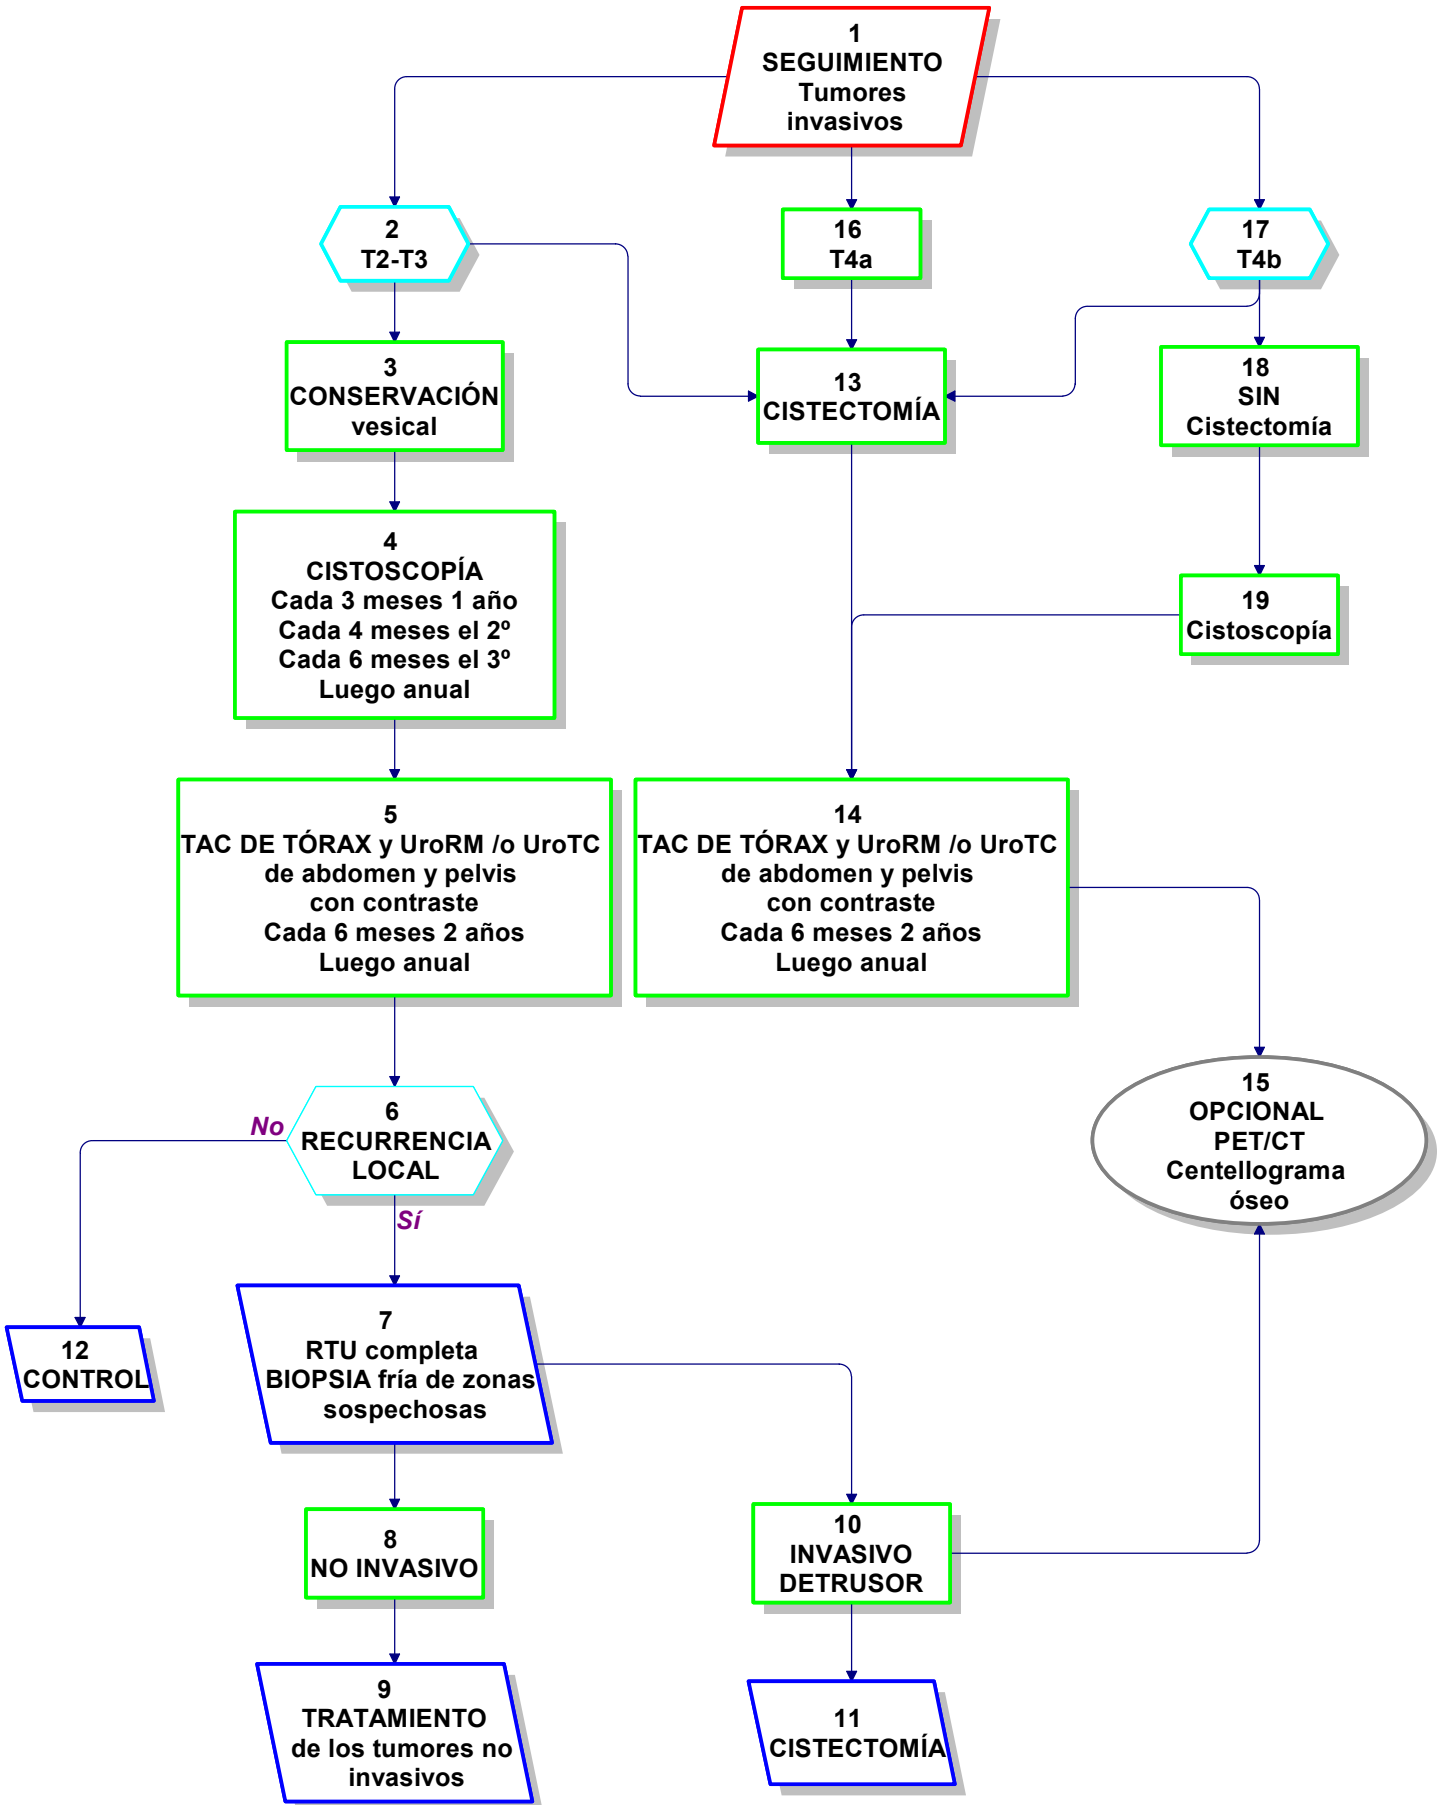 1
SEGUIMIENTO
Tumores
invasivos
2
T2-T3
16
T4a
17
T4b
3
CONSERVACIÓN
vesical
13
CISTECTOMÍA
18
SIN
Cistectomía
4
CISTOSCOPÍA
Cada 3 meses 1 año
Cada 4 meses el 2º
Cada 6 meses el 3º
Luego anual
19
Cistoscopía
5
TAC DE TÓRAX y UroRM /o UroTC
de abdomen y pelvis
con contraste
Cada 6 meses 2 años
Luego anual
14
TAC DE TÓRAX y UroRM /o UroTC
de abdomen y pelvis
con contraste
Cada 6 meses 2 años
Luego anual
15
OPCIONAL
PET/CT
Centellograma
óseo
6
RECURRENCIA
LOCAL
No
Sí
12
CONTROL
7
RTU completa
BIOPSIA fría de zonas
sospechosas
8
NO INVASIVO
10
INVASIVO
DETRUSOR
9
TRATAMIENTO
de los tumores no
invasivos
11
CISTECTOMÍA